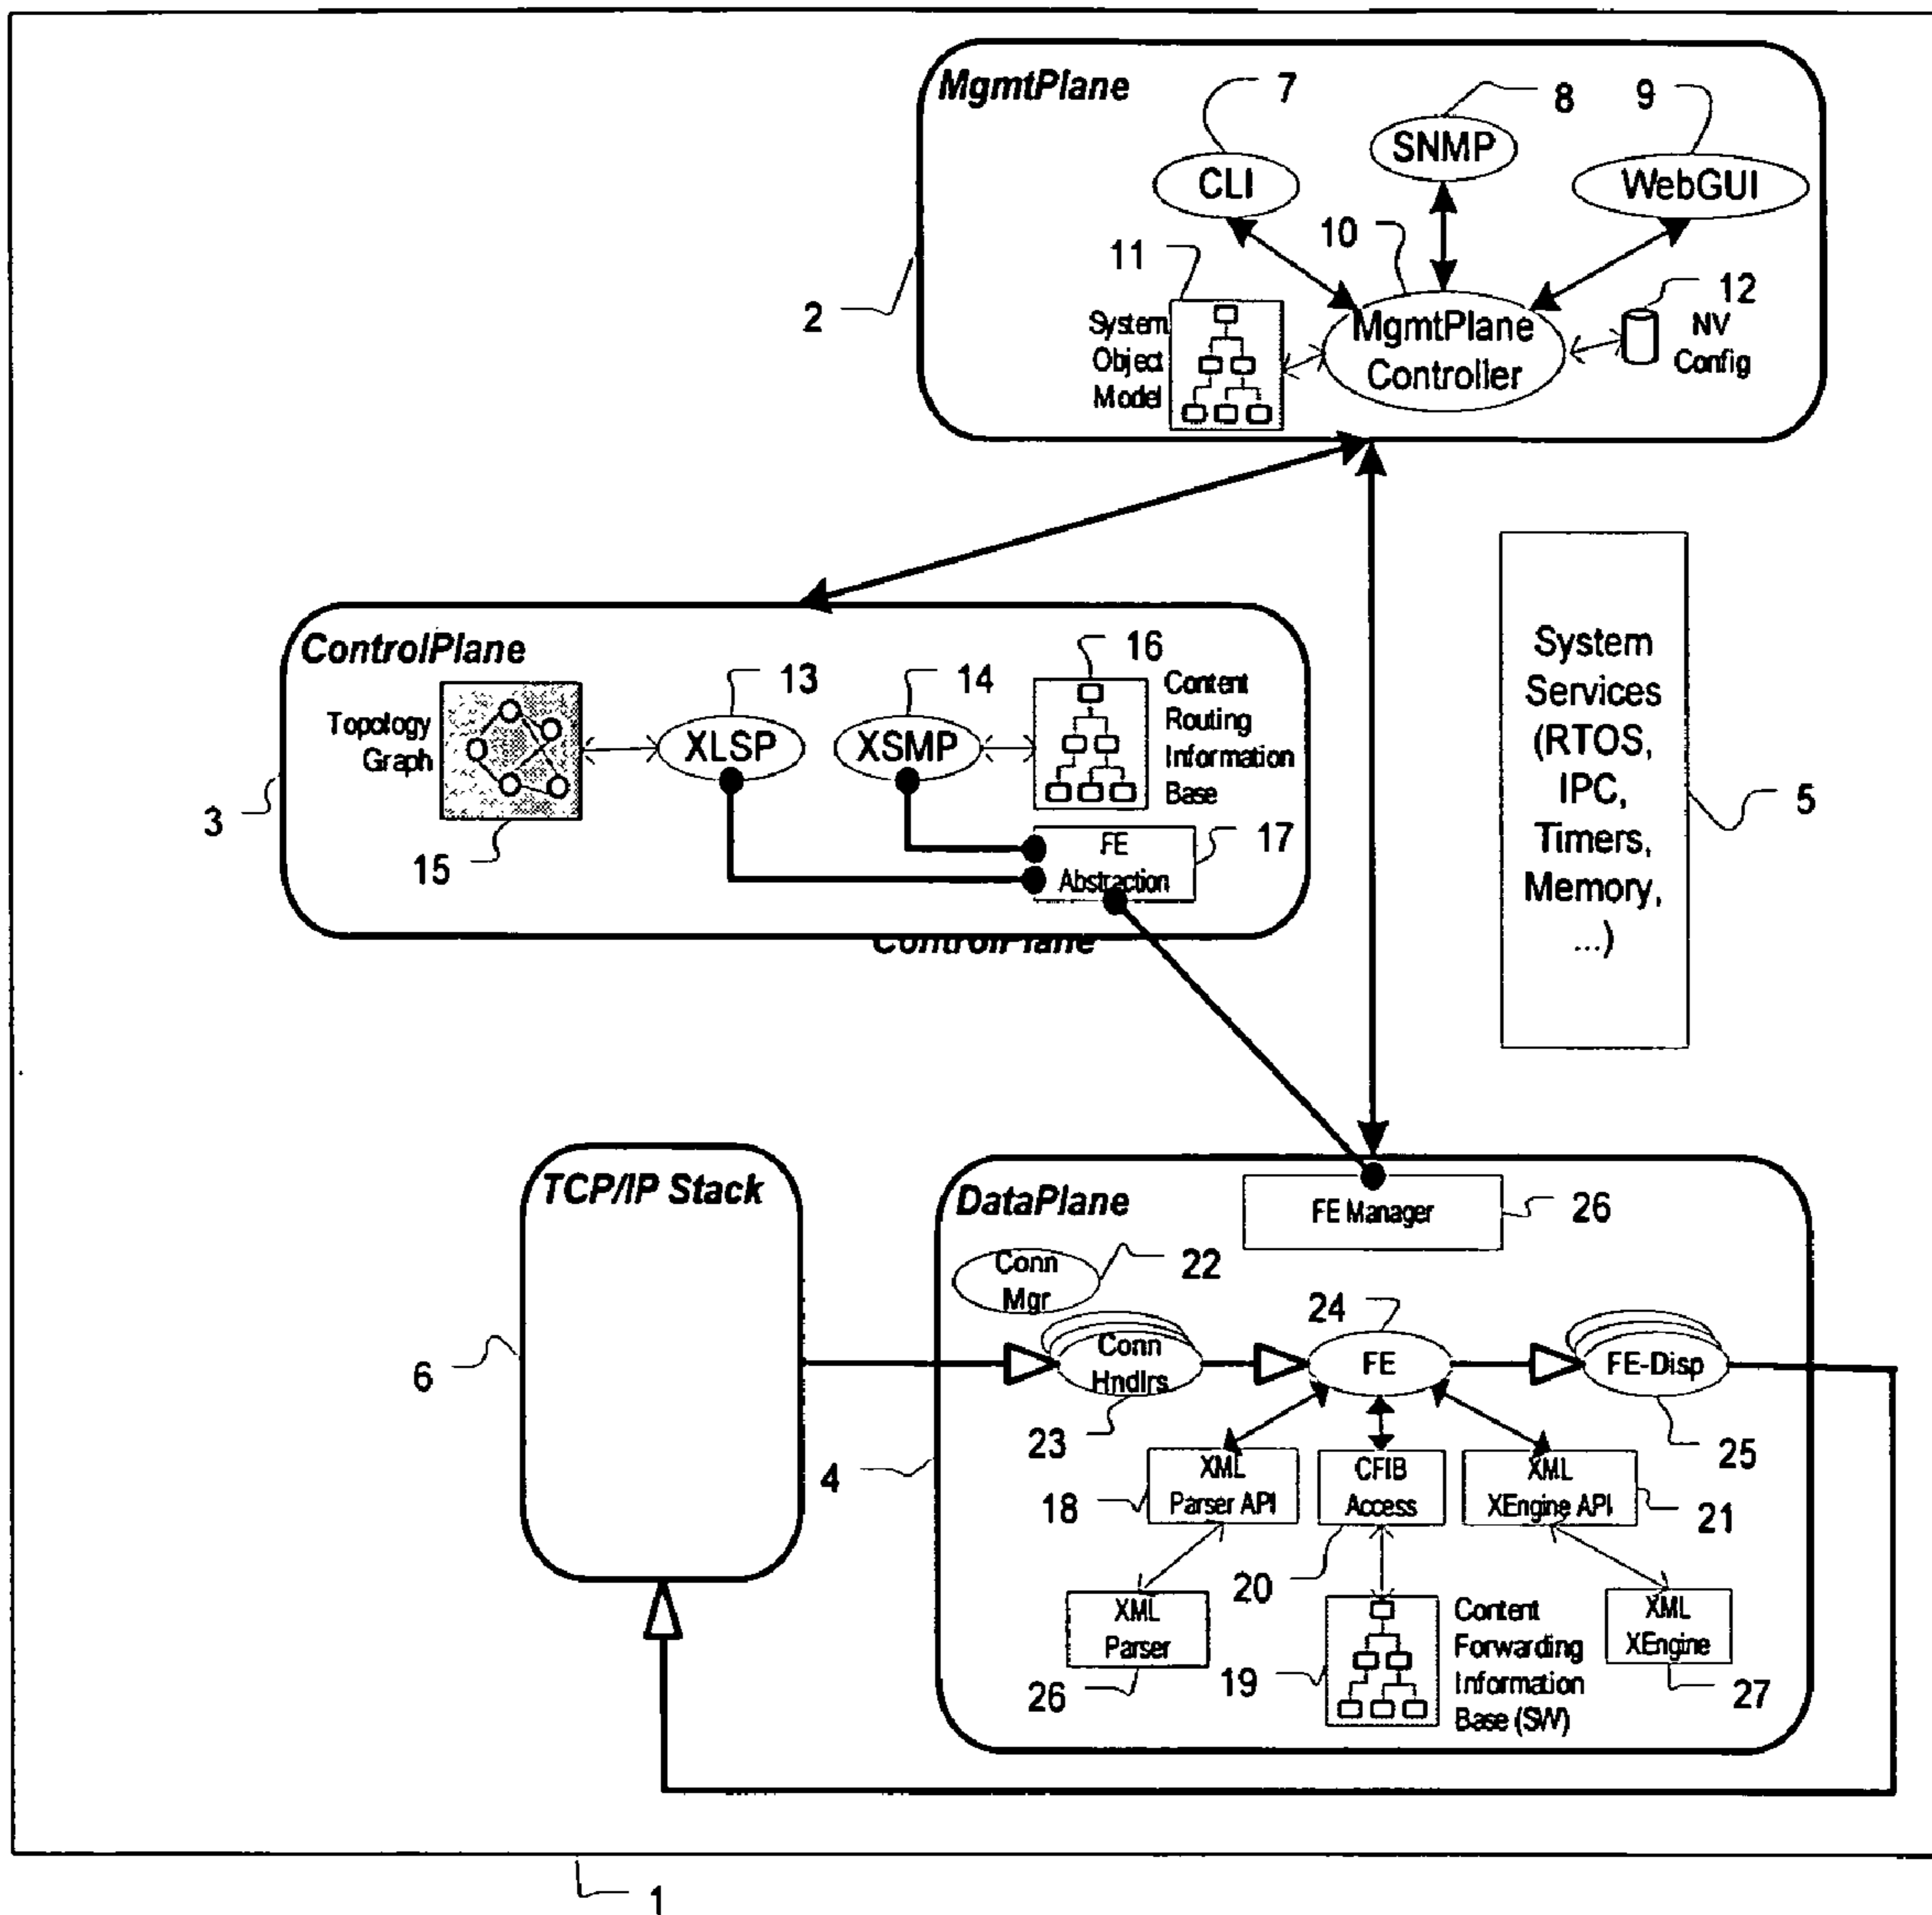 MgmtPlane
7
8
9
CLI
SNMP
WebGUI
2
11
10
12
System
Object
Model
MgmtPlane
Controller
NV
Config
ControlPlane
13
14
16
Topology
Graph
XLSP
XSMP
Content
Routing
Information
Base
3
15
FE
Abstraction
17
ControlPlane
System
Services
(RTOS,
IPC,
Timers,
Memory,
...)
5
TCP/IP Stack
6
DataPlane
FE Manager
26
Conn
Mgr
22
24
Conn
Hndlrs
FE
FE-Disp
23
25
4
18
XML
Parser API
CFIB
Access
XML
XEngine API
21
20
XML
Parser
26
19
Content
Forwarding
Information
Base (SW)
XML
XEngine
27
1